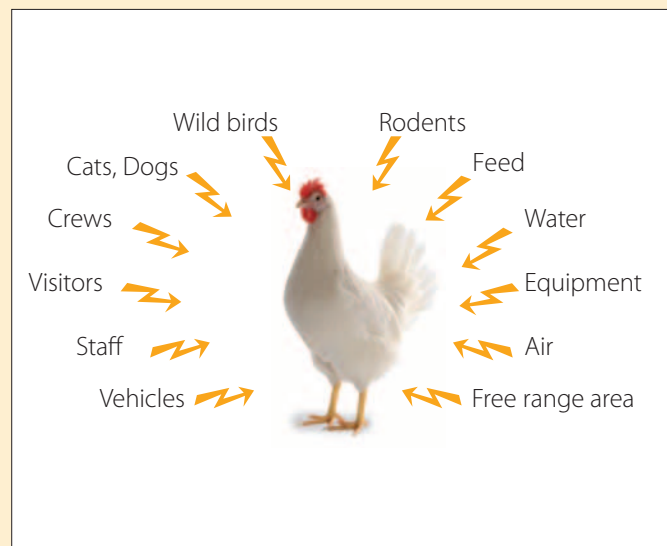 Wild birds
Rodents
Cats, Dogs
Feed
Crews
Water
Visitors
Equipment
Staff
Air
Vehicles
Free range area